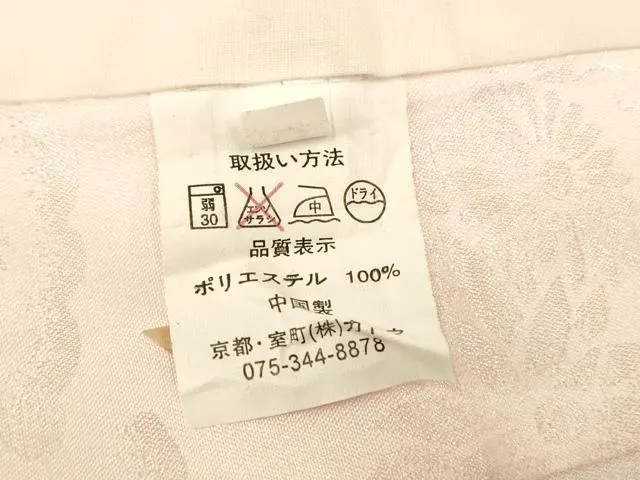 取扱い方法
弱 30 エンソ サラシ 中 ドライ
品質表示
ポリエステル 100%
中国製
京都・室町(株)
075-344-8878